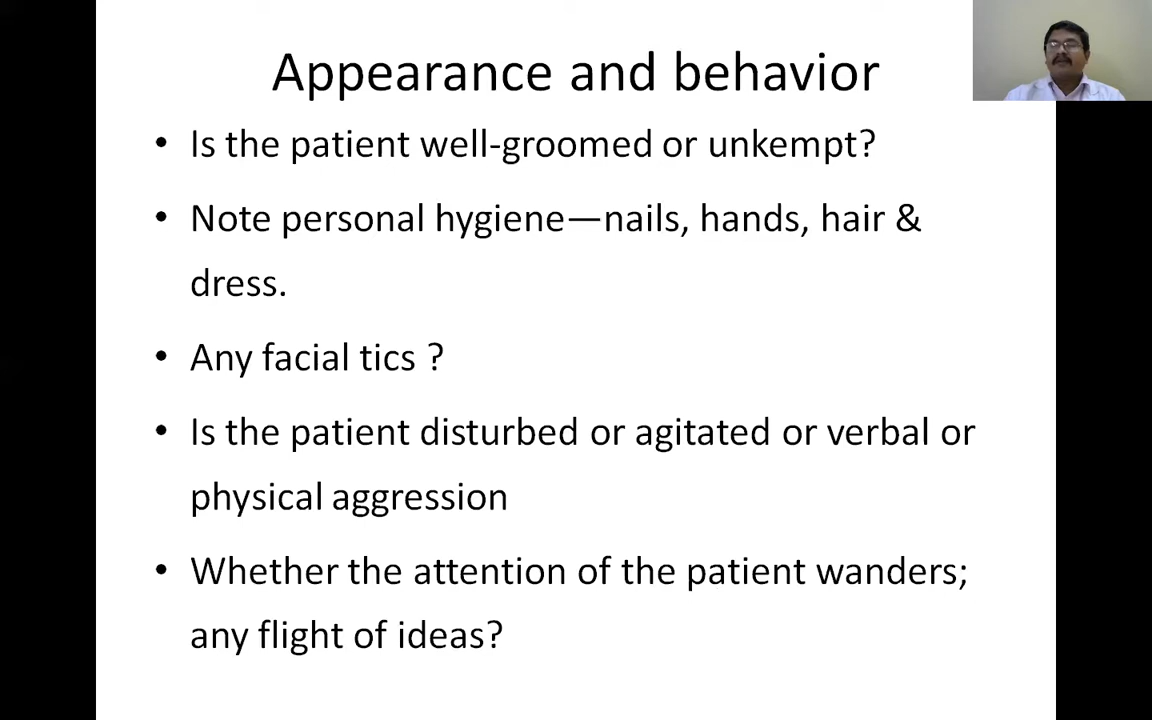 Appearance and behavior
• Is the patient well-groomed or unkempt?
• Note personal hygiene—nails, hands, hair &
dress.
• Any facial tics ?
• Is the patient disturbed or agitated or verbal or
physical aggression
• Whether the attention of the patient wanders;
any flight of ideas?